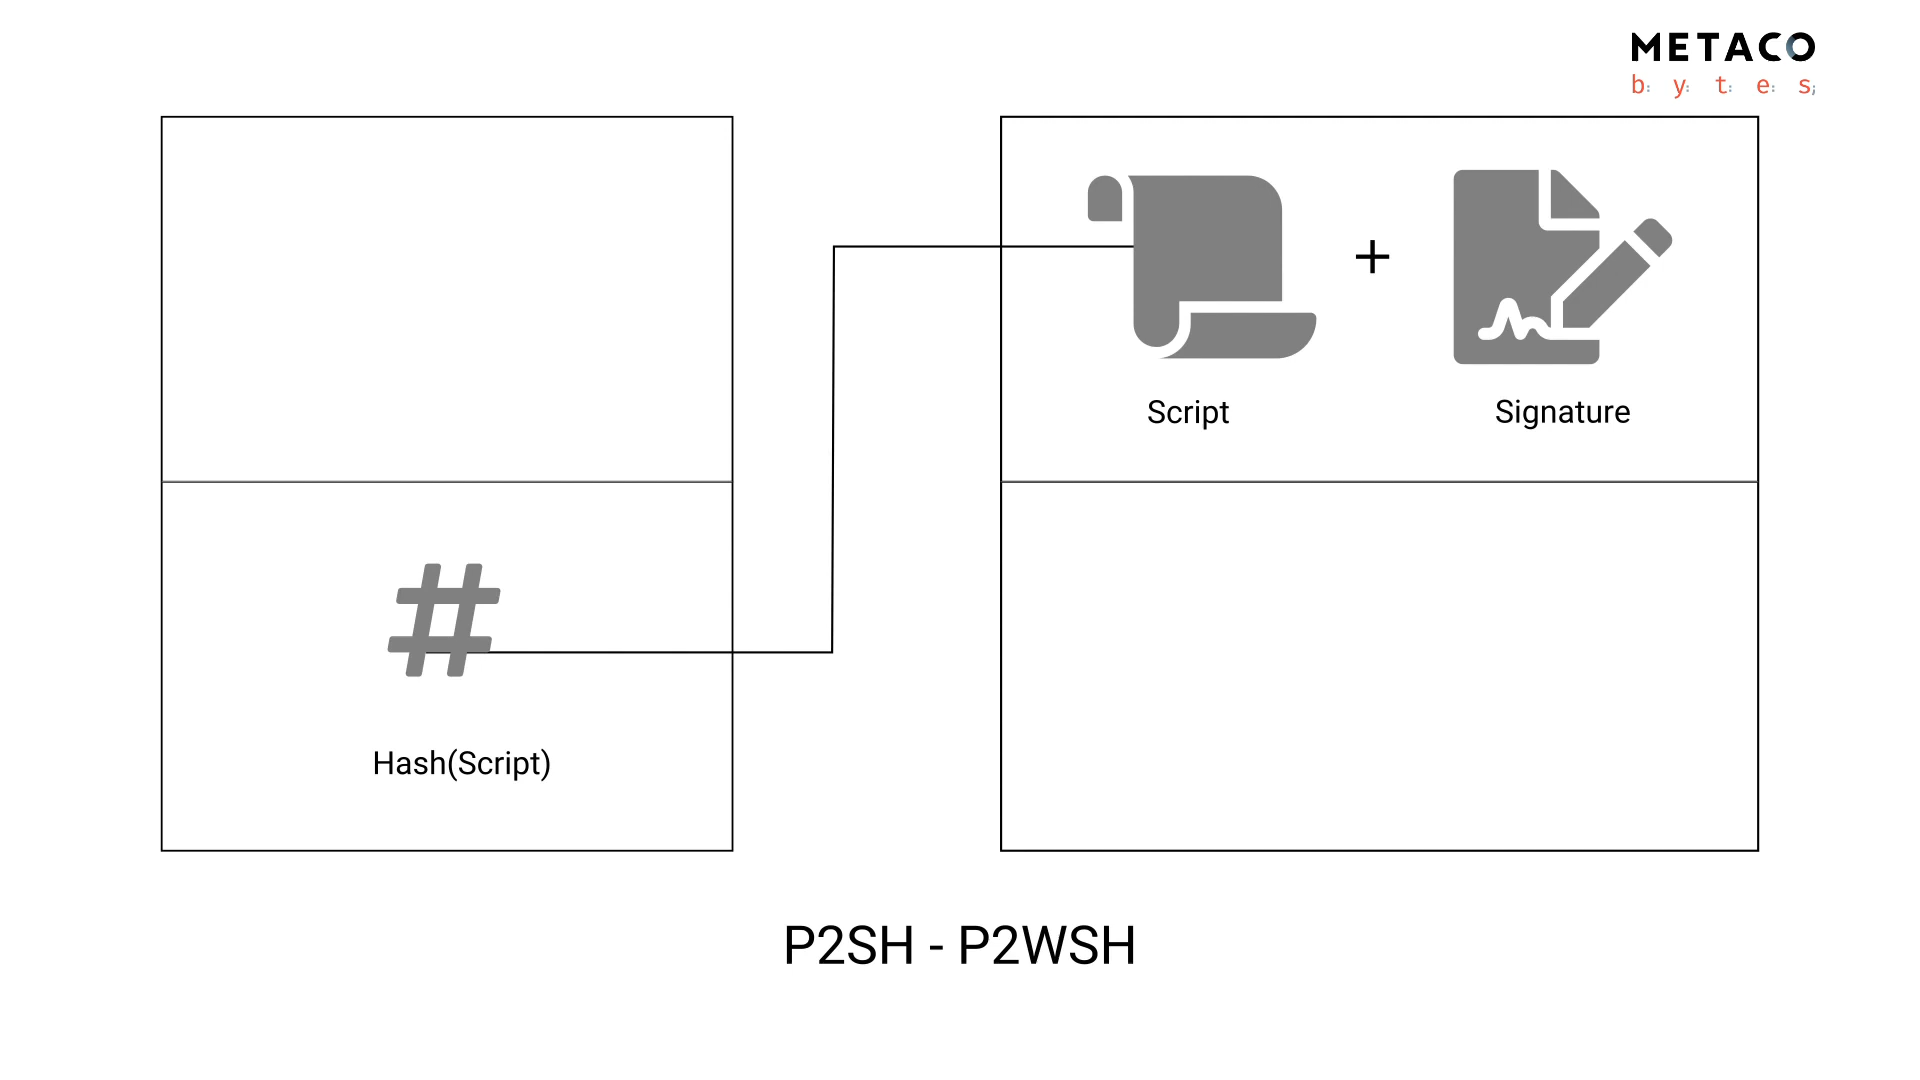 METACO
b: y: t: e: s;
Script
+
Signature
#
Hash(Script)
P2SH - P2WSH